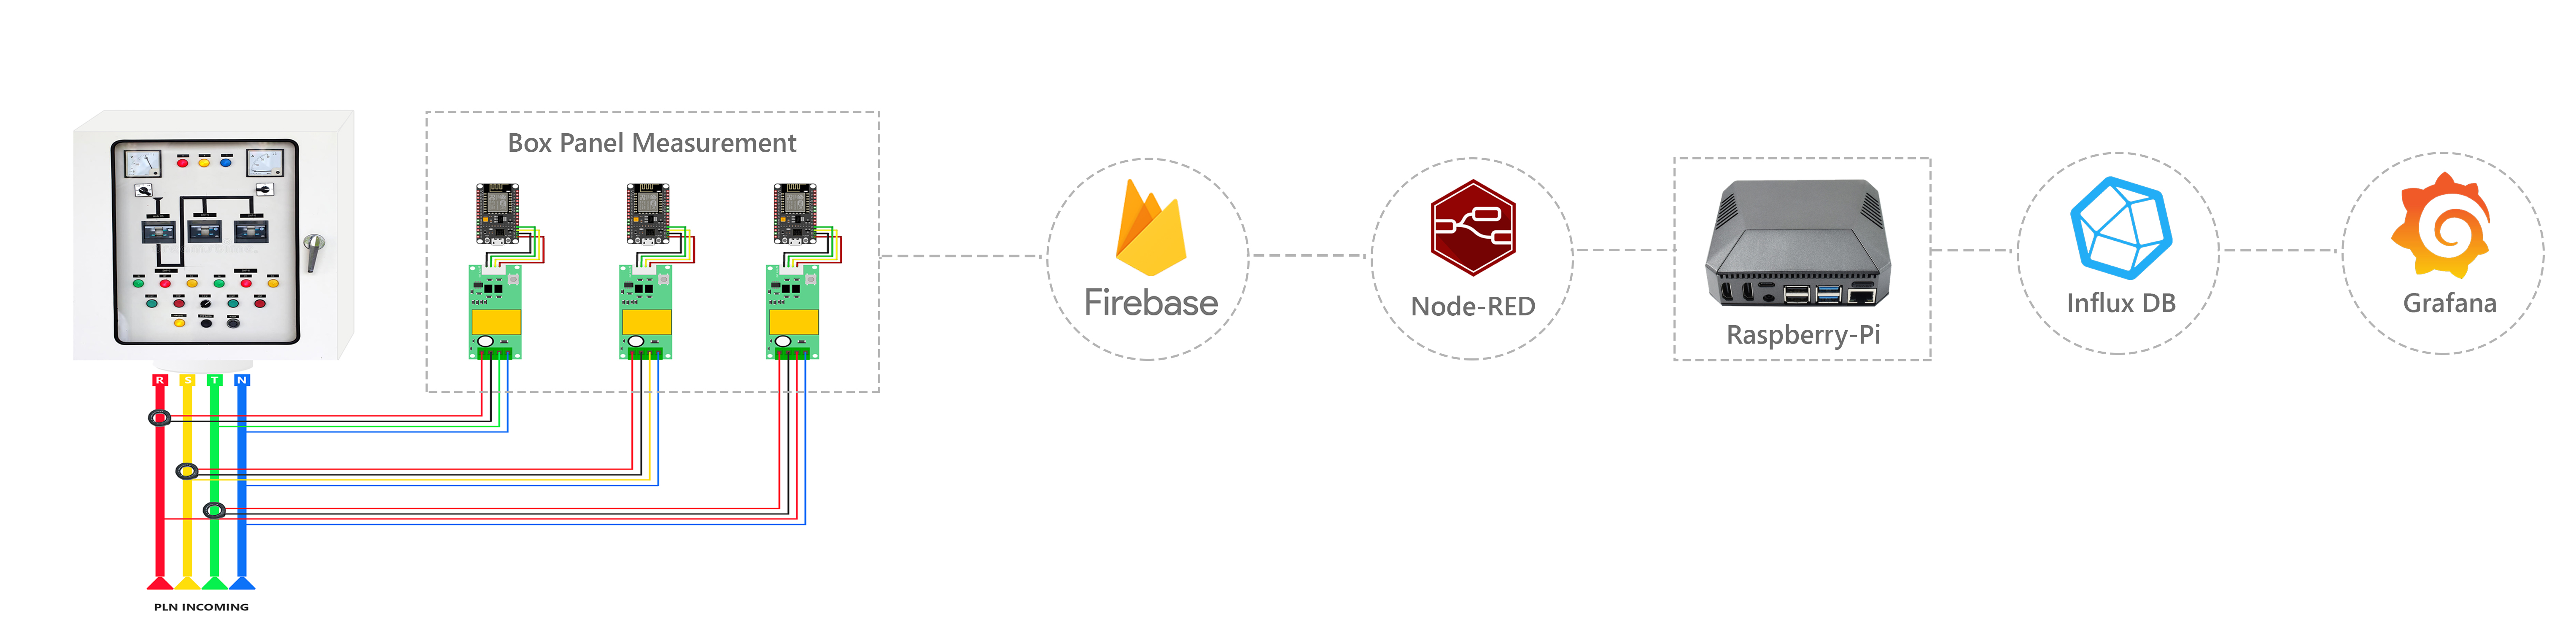 Box Panel Measurement
Firebase
Node-RED
Raspberry-Pi
Influx DB
Grafana
R S T N
PLN INCOMING